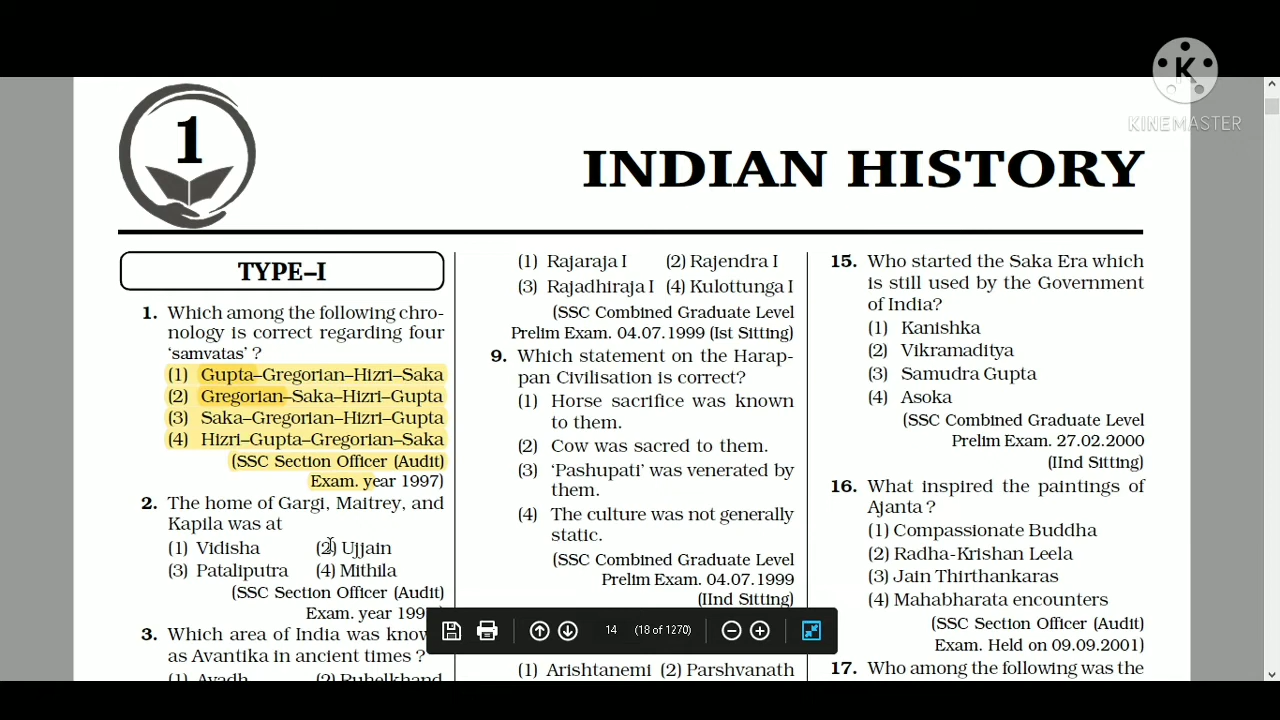 K
KINEMASTER
1
INDIAN HISTORY
TYPE–I
1. Which among the following chro-
nology is correct regarding four
‘samvatas’ ?
(1) Gupta–Gregorian–Hizri–Saka
(2) Gregorian–Saka–Hizri–Gupta
(3) Saka–Gregorian–Hizri–Gupta
(4) Hizri–Gupta–Gregorian–Saka
(SSC Section Officer (Audit)
Exam. year 1997)
2. The home of Gargi, Maitrey, and
Kapila was at
(1) Vidisha (2) Ujjain
(3) Pataliputra (4) Mithila
(SSC Section Officer (Audit)
Exam. year
3. Which area of India was
as Avantika in ancient times ?
(1) Avadh (2) Ruhelkhand
(1) Rajaraja I (2) Rajendra I
(3) Rajadhiraja I (4) Kulottunga I
(SSC Combined Graduate Level
Prelim Exam. 04.07.1999 (Ist Sitting)
9. Which statement on the Harap-
pan Civilisation is correct?
(1) Horse sacrifice was known
to them.
(2) Cow was sacred to them.
(3) ‘Pashupati’ was venerated by
them.
(4) The culture was not generally
static.
(SSC Combined Graduate Level
Prelim Exam. 04.07.1999
(IInd Sitting)
(1) Arishtanemi (2) Parshvanath
15. Who started the Saka Era which
is still used by the Government
of India?
(1) Kanishka
(2) Vikramaditya
(3) Samudra Gupta
(4) Asoka
(SSC Combined Graduate Level
Prelim Exam. 27.02.2000
(IInd Sitting)
16. What inspired the paintings of
Ajanta ?
(1) Compassionate Buddha
(2) Radha-Krishan Leela
(3) Jain Thirthankaras
(4) Mahabharata encounters
(SSC Section Officer (Audit)
Exam. Held on 09.09.2001)
17. Who among the following was the
14 (18 of 1270)